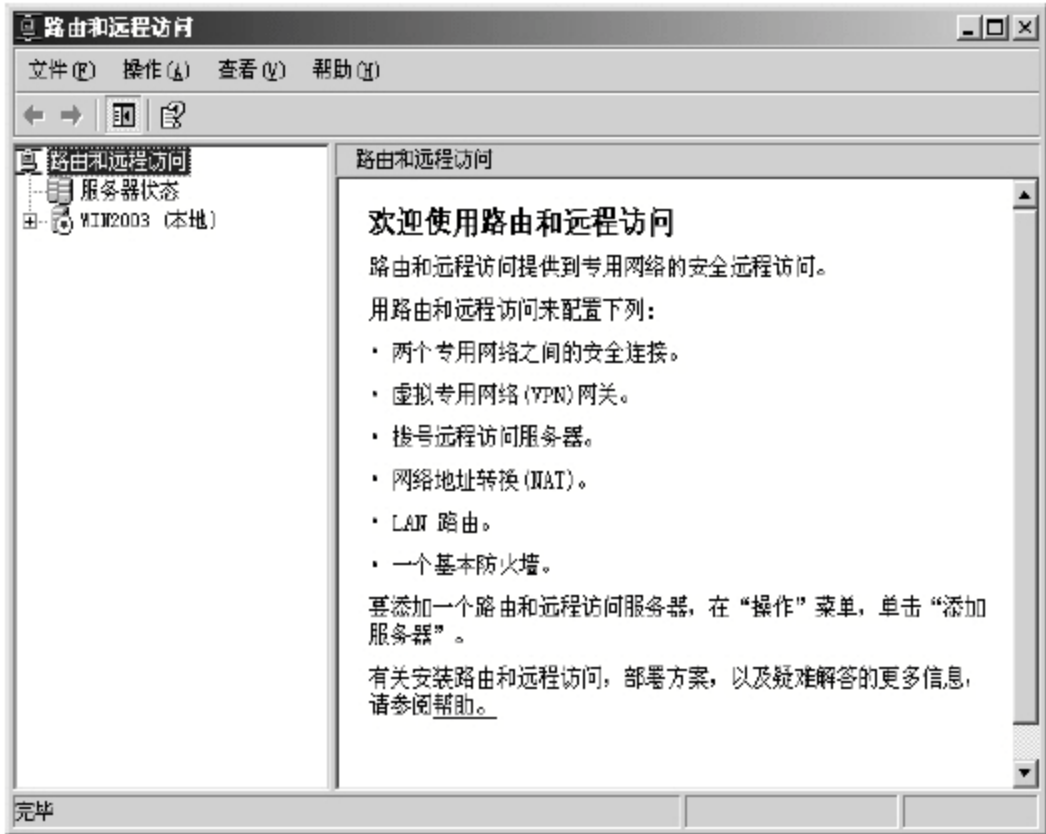 路由和远程访问
文件(F) 操作(A) 查看(V) 帮助(H)
路由和远程访问
服务器状态
WIN2003 (本地)
路由和远程访问
欢迎使用路由和远程访问
路由和远程访问提供到专用网络的安全远程访问。
用路由和远程访问来配置下列:
· 两个专用网络之间的安全连接。
· 虚拟专用网络(VPN)网关。
· 拨号远程访问服务器。
· 网络地址转换(NAT)。
· LAN 路由。
· 一个基本防火墙。
要添加一个路由和远程访问服务器，在“操作”菜单，单击“添加
服务器”。
有关安装路由和远程访问，部署方案，以及疑难解答的更多信息，
请参阅帮助。
完毕